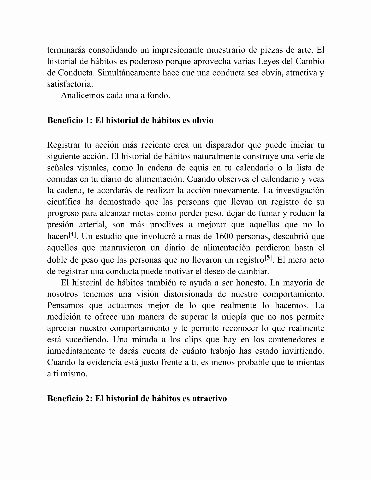 terminarás consolidando un impresionante muestrario de piezas de arte. El
historial de hábitos es poderoso porque aprovecha varias Leyes del Cambio
de Conducta. Simultáneamente hace que una conducta sea obvia, atractiva y
satisfactoria.
Analicemos cada una a fondo.
Beneficio 1: El historial de hábitos es obvio
Registrar tu acción más reciente crea un disparador que puede iniciar tu
siguiente acción. El historial de hábitos naturalmente construye una serie de
señales visuales, como la cadena de equis en tu calendario o la lista de
comidas en tu diario de alimentación. Cuando observes el calendario y veas
la cadena, te acordarás de realizar la acción nuevamente. La investigación
científica ha demostrado que las personas que llevan un registro de su
progreso para alcanzar metas como perder peso, dejar de fumar y reducir la
presión arterial, son más proclives a mejorar que aquellas que no lo
hacen[4]. Un estudio que involucró a más de 1600 personas, descubrió que
aquellos que mantuvieron un diario de alimentación perdieron hasta el
doble de peso que las personas que no llevaron un registro[5]. El mero acto
de registrar una conducta puede motivar el deseo de cambiar.
El historial de hábitos también te ayuda a ser honesto. La mayoría de
nosotros tenemos una visión distorsionada de nuestro comportamiento.
Pensamos que actuamos mejor de lo que realmente lo hacemos. La
medición te ofrece una manera de superar la miopía que no nos permite
apreciar nuestro comportamiento y te permite reconocer lo que realmente
está sucediendo. Una mirada a los clips que hay en los contenedores e
inmediatamente te darás cuenta de cuánto trabajo has estado invirtiendo.
Cuando la evidencia está justo frente a ti, es menos probable que te mientas
a ti mismo.
Beneficio 2: El historial de hábitos es atractivo